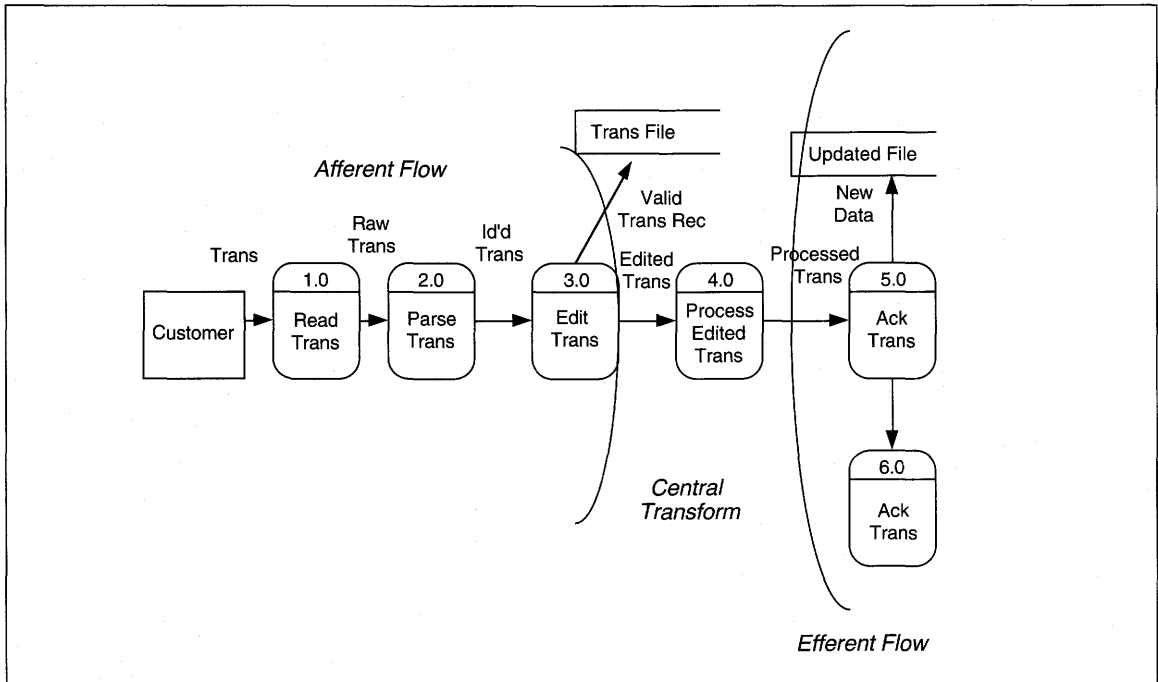 Trans File
Updated File
Afferent Flow
New
Data
Valid
Trans Rec
Raw
Trans
Id'd
Trans
Trans
Edited
Trans
Processed
Trans
1.0
2.0
3.0
4.0
5.0
Customer
Read
Trans
Parse
Trans
Edit
Trans
Process
Edited
Trans
Ack
Trans
6.0
Ack
Trans
Central
Transform
Efferent Flow